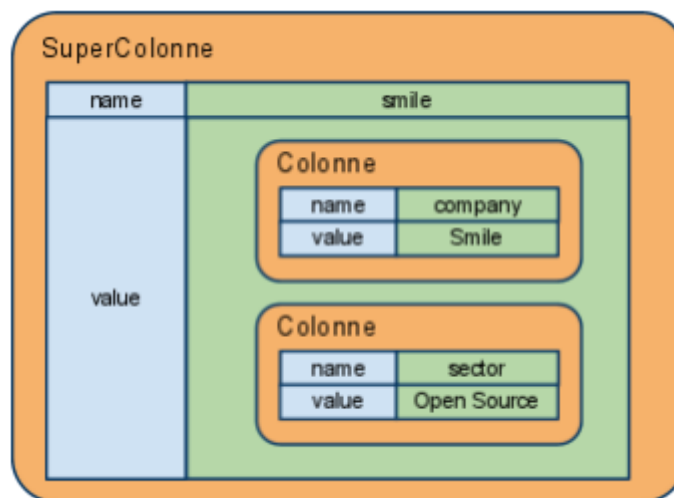 SuperColonne
name smile
value
Colonne
name company
value Smile
Colonne
name sector
value Open Source